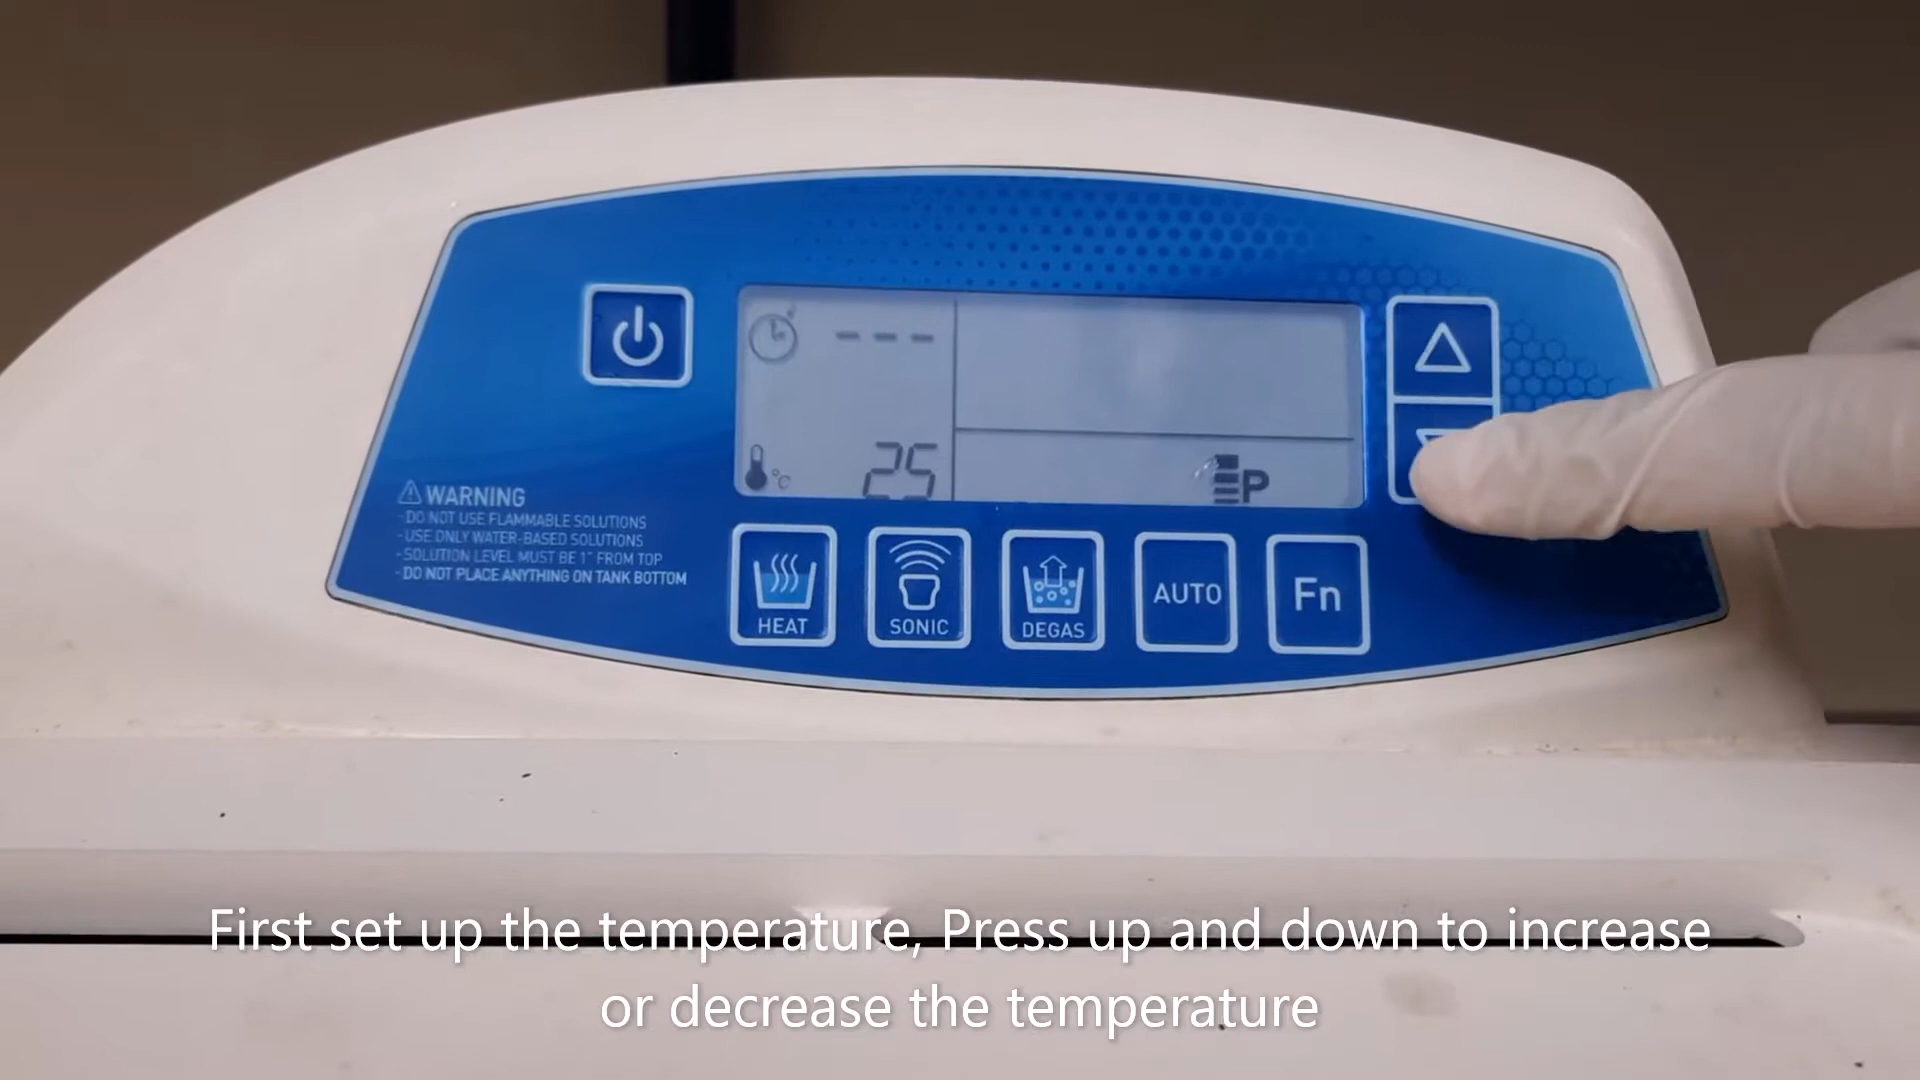 - - -
°C
25
P
⚠ WARNING
- DO NOT USE FLAMMABLE SOLUTIONS
- USE ONLY WATER-BASED SOLUTIONS
- SOLUTION LEVEL MUST BE 1" FROM TOP
- DO NOT PLACE ANYTHING ON TANK BOTTOM
HEAT
SONIC
DEGAS
AUTO
Fn
First set up the temperature, Press up and down to increase
or decrease the temperature